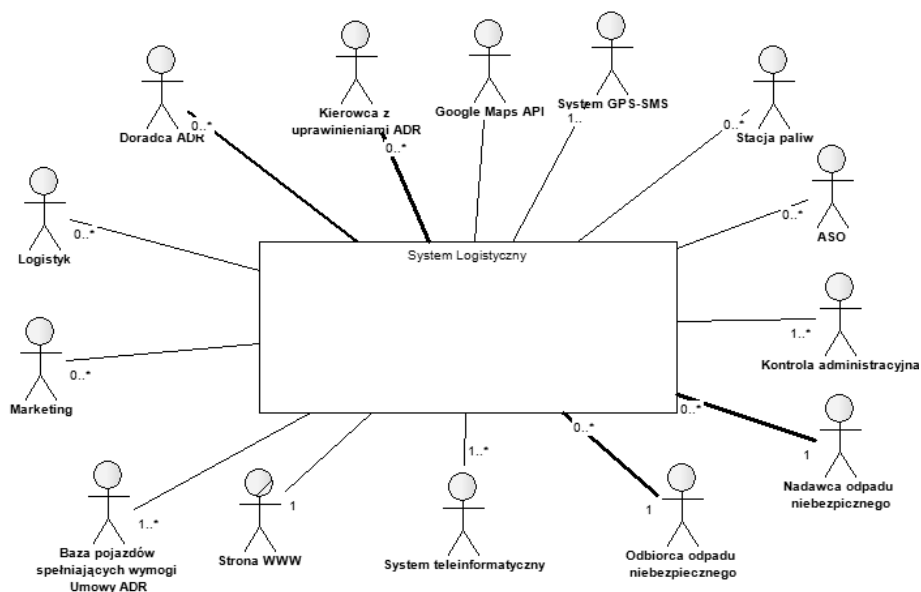 Doradca ADR
0..*
Kierowca z
uprawinieniami ADR
0..*
Google Maps API
System GPS-SMS
1..
Stacja paliw
0..*
Logistyk
0..*
ASO
0..*
System Logistyczny
Kontrola administracyjna
1..*
Marketing
0..*
Nadawca odpadu
niebezpicznego
0..*
1
Baza pojazdów
spełniających wymogi
Umowy ADR
1..*
Strona WWW
1
System teleinformatyczny
1..*
Odbiorca odpadu
niebezpiecznego
0..*
1